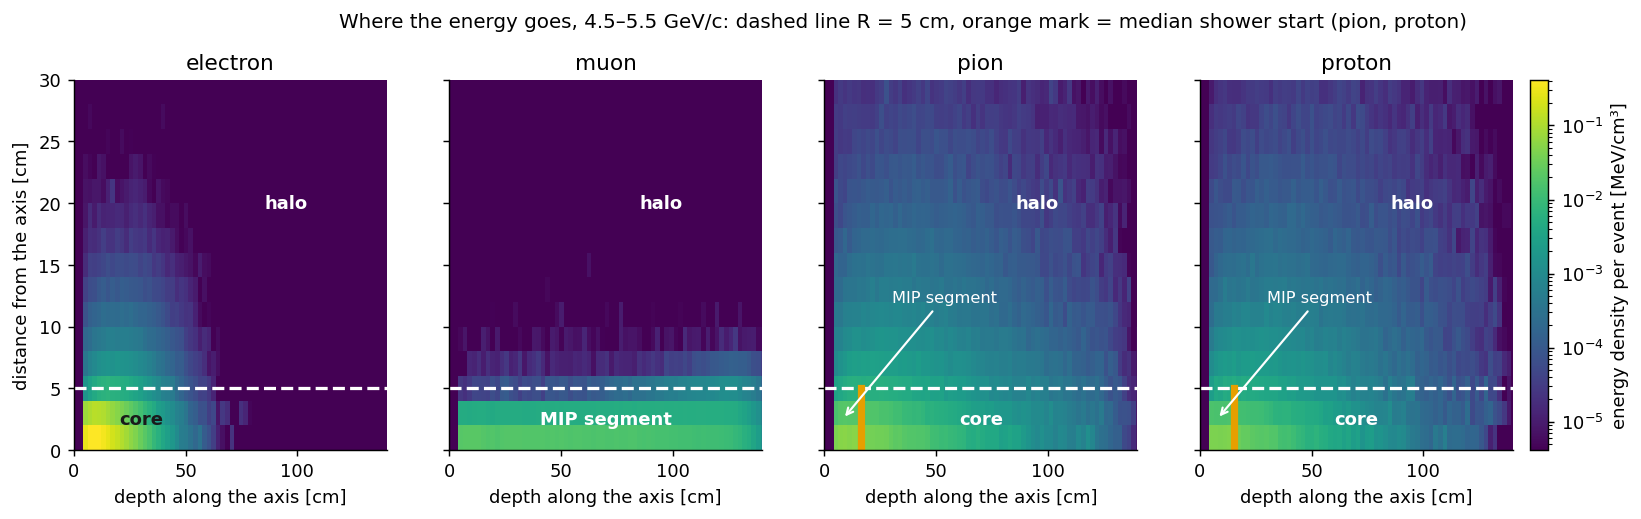 Where the energy goes, 4.5–5.5 GeV/c: dashed line R = 5 cm, orange mark = median shower start (pion, proton)
electron
muon
pion
proton
distance from the axis [cm]
30
25
20
15
10
5
0
halo
core
0
50
100
depth along the axis [cm]
halo
MIP segment
0
50
100
depth along the axis [cm]
halo
MIP segment
core
0
50
100
depth along the axis [cm]
halo
MIP segment
core
0
50
100
depth along the axis [cm]
10⁻¹
10⁻²
10⁻³
10⁻⁴
10⁻⁵
energy density per event [MeV/cm³]